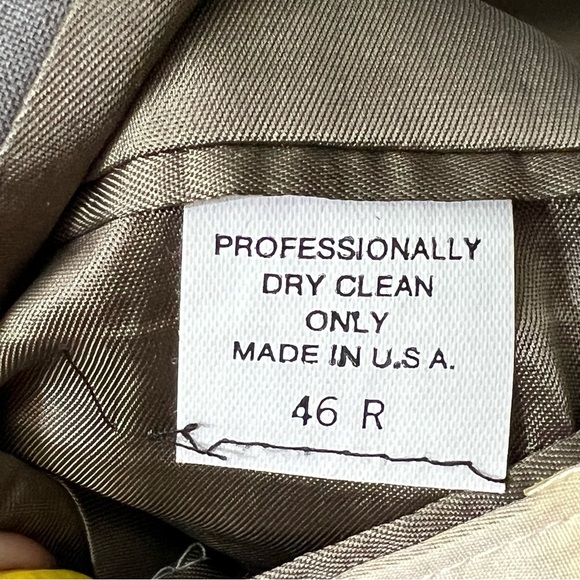 PROFESSIONALLY
DRY CLEAN
ONLY
MADE IN U.S A.
46 R